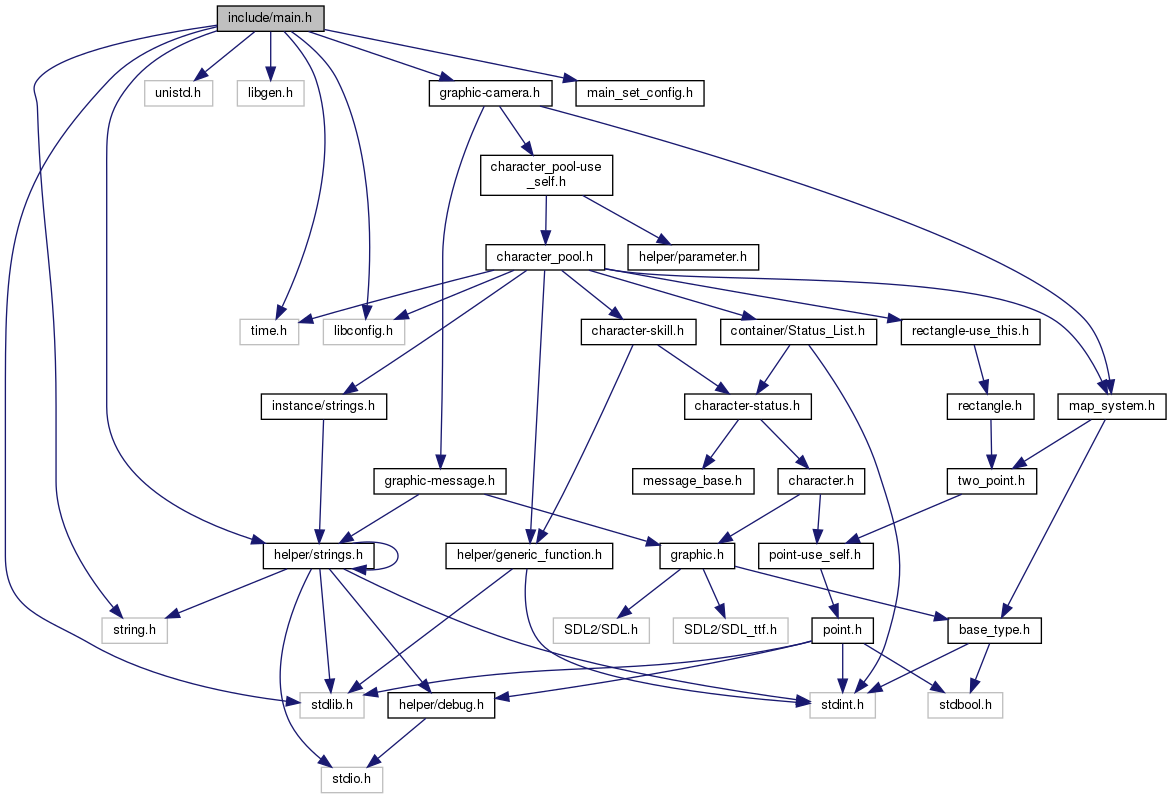 include/main.h
unistd.h
libgen.h
graphic-camera.h
main_set_config.h
character_pool-use
_self.h
character_pool.h
helper/parameter.h
time.h
libconfig.h
character-skill.h
container/Status_List.h
rectangle-use_this.h
instance/strings.h
character-status.h
rectangle.h
map_system.h
graphic-message.h
message_base.h
character.h
two_point.h
helper/strings.h
helper/generic_function.h
graphic.h
point-use_self.h
string.h
SDL2/SDL.h
SDL2/SDL_ttf.h
point.h
base_type.h
stdlib.h
helper/debug.h
stdint.h
stdbool.h
stdio.h